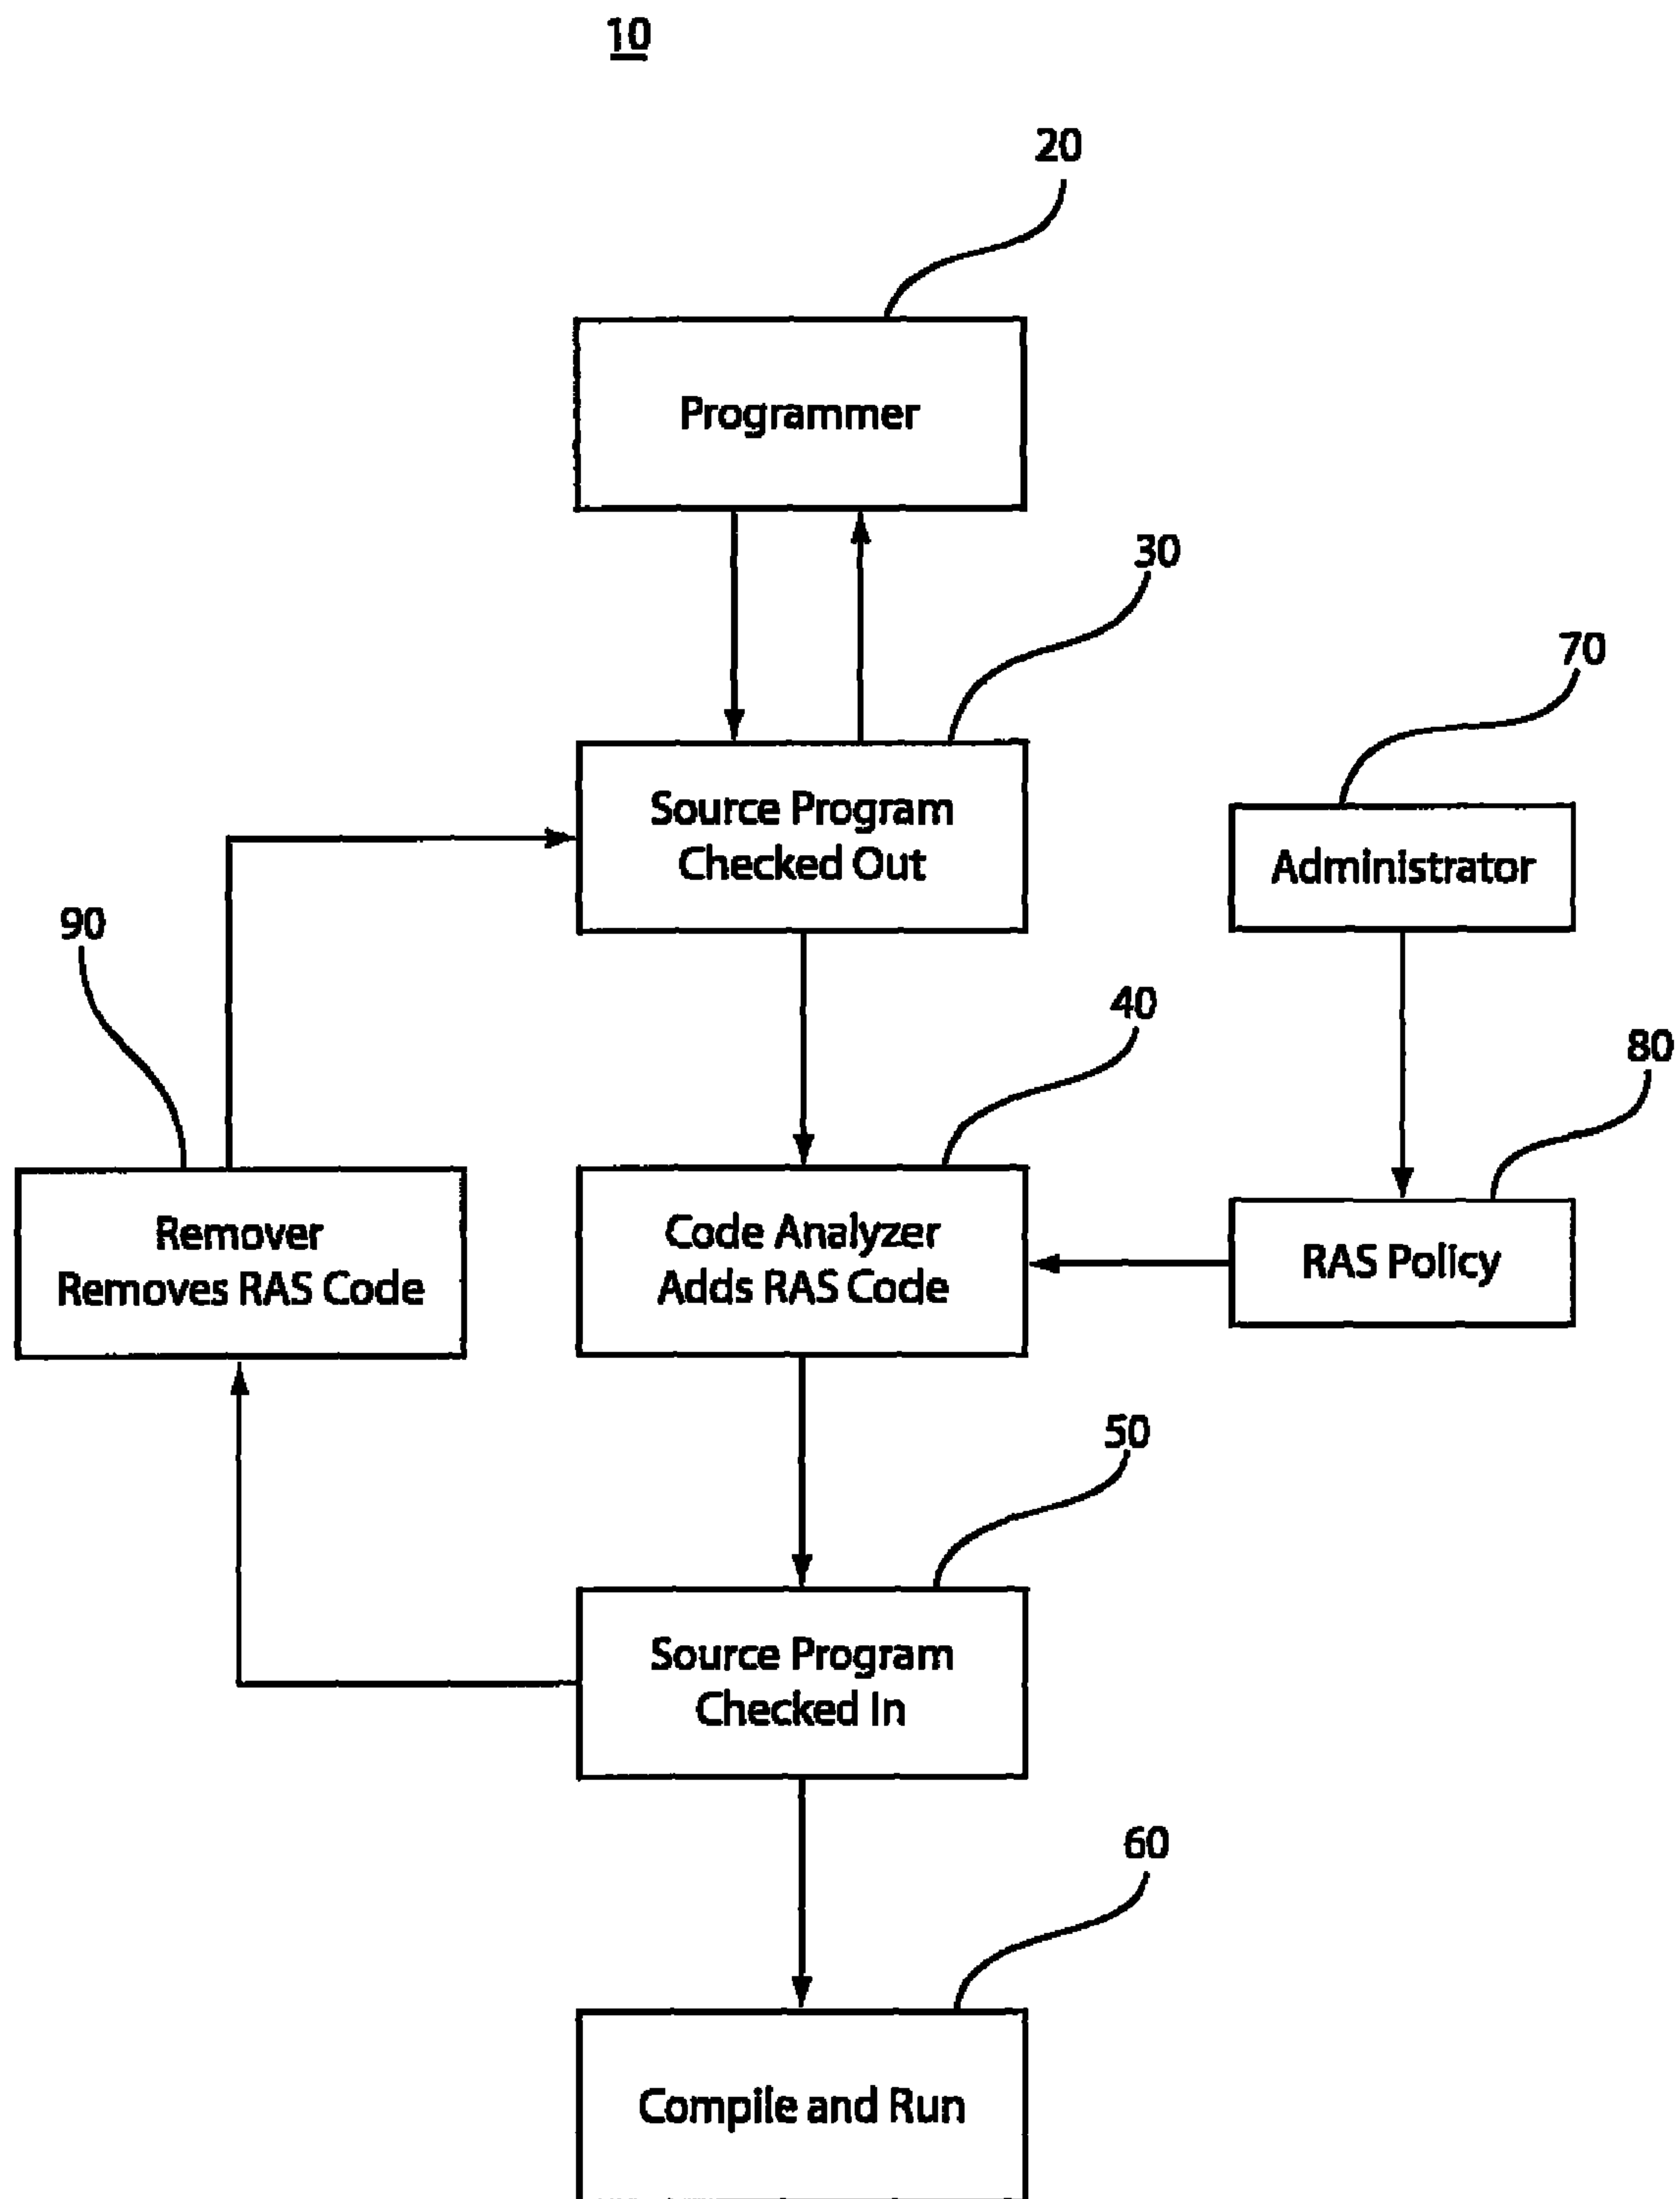 10
20
Programmer
30
Source Program
Checked Out
70
Administrator
90
40
80
Remover
Removes RAS Code
Code Analyzer
Adds RAS Code
RAS Policy
50
Source Program
Checked In
60
Compile and Run